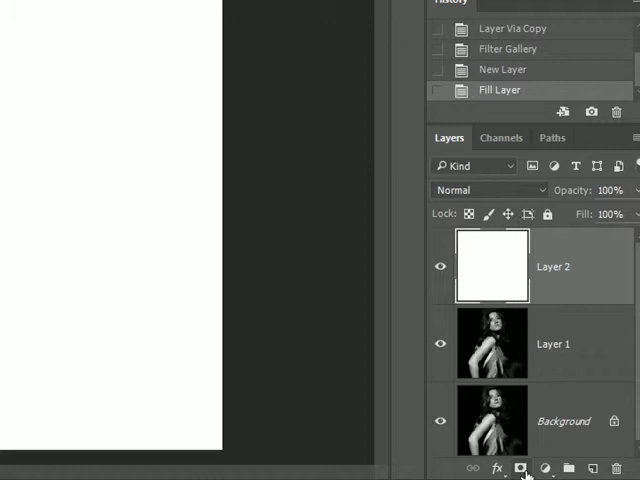 History
Layer Via Copy
Filter Gallery
New Layer
Fill Layer
Layers Channels Paths
Kind
Normal Opacity: 100%
Lock: Fill: 100%
Layer 2
Layer 1
Background
fx